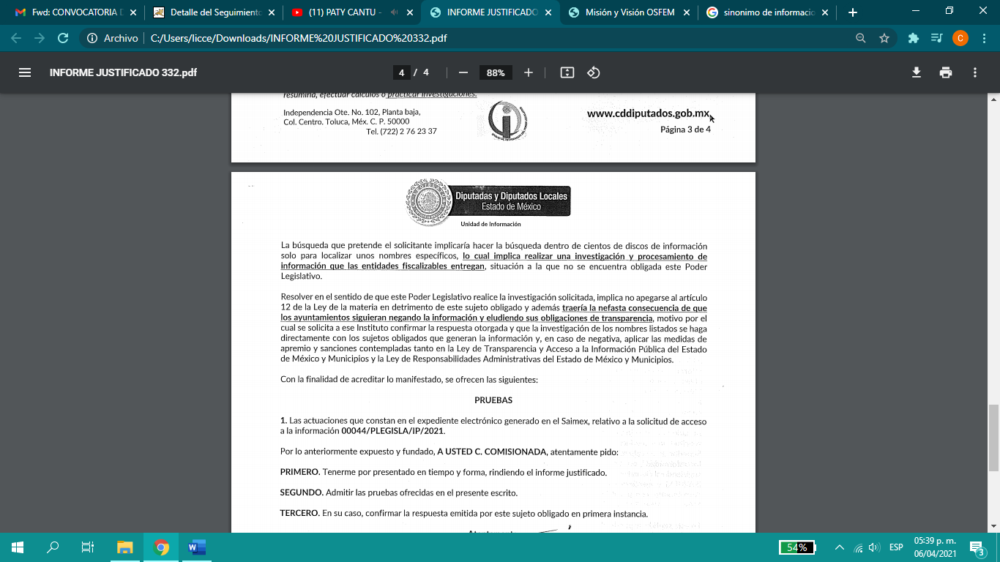 Fwd: CONVOCATORIA D
Detalle del Seguimiento
(11) PATY CANTU -
INFORME JUSTIFICADO
Misión y Visión OSFEM
sinonimo de informacio
Archivo
C:/Users/licce/Downloads/INFORME%20JUSTIFICADO%20332.pdf
C
INFORME JUSTIFICADO 332.pdf
4 / 4
88%
resumirla, efectuar cálculos o practicar investigaciones.
Independencia Ote. No. 102, Planta baja,
Col. Centro. Toluca, Méx. C. P. 50000
Tel. (722) 2 76 23 37
www.cddiputados.gob.mx
Página 3 de 4
Diputadas y Diputados Locales
Estado de México
Unidad de Información
La búsqueda que pretende el solicitante implicaría hacer la búsqueda dentro de cientos de discos de información
solo para localizar unos nombres específicos, lo cual implica realizar una investigación y procesamiento de
información que las entidades fiscalizables entregan, situación a la que no se encuentra obligada este Poder
Legislativo.
Resolver en el sentido de que este Poder Legislativo realice la investigación solicitada, implica no apegarse al artículo
12 de la Ley de la materia en detrimento de este sujeto obligado y además traería la nefasta consecuencia de que
los ayuntamientos siguieran negando la información y eludiendo sus obligaciones de transparencia, motivo por el
cual se solicita a ese Instituto confirmar la respuesta otorgada y que la investigación de los nombres listados se haga
directamente con los sujetos obligados que generan la información y, en caso de negativa, aplicar las medidas de
apremio y sanciones contempladas tanto en la Ley de Transparencia y Acceso a la Información Pública del Estado
de México y Municipios y la Ley de Responsabilidades Administrativas del Estado de México y Municipios.
Con la finalidad de acreditar lo manifestado, se ofrecen las siguientes:
PRUEBAS
1. Las actuaciones que constan en el expediente electrónico generado en el Saimex, relativo a la solicitud de acceso
a la información 00044/PLEGISLA/IP/2021.
Por lo anteriormente expuesto y fundado, A USTED C. COMISIONADA, atentamente pido:
PRIMERO. Tenerme por presentado en tiempo y forma, rindiendo el informe justificado.
SEGUNDO. Admitir las pruebas ofrecidas en el presente escrito.
TERCERO. En su caso, confirmar la respuesta emitida por este sujeto obligado en primera instancia.
54%
ESP
05:39 p. m.
06/04/2021
3